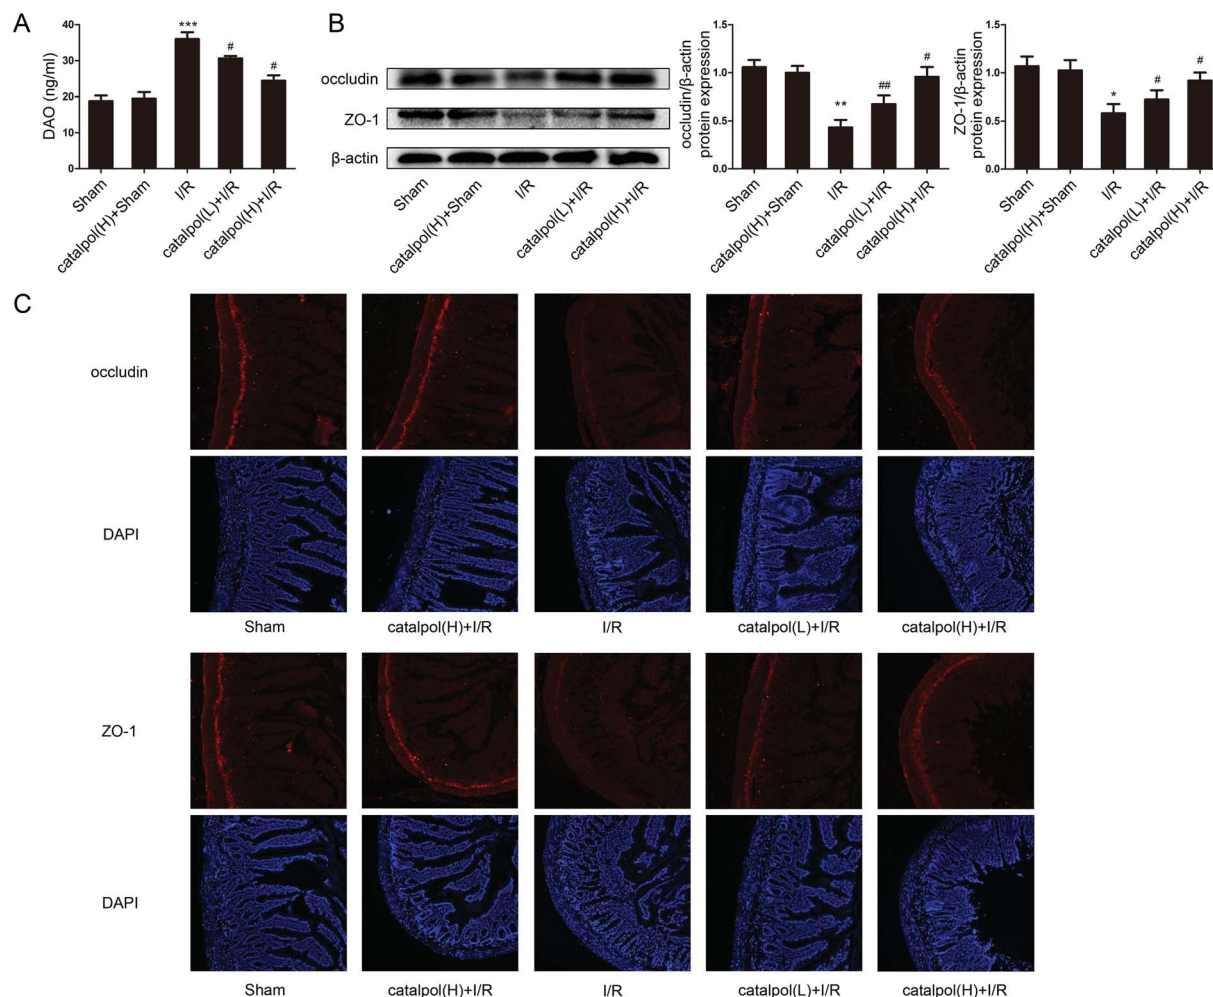 A
DAO (ng/ml)
40
30
20
10
0
***
#
#
Sham
catalpol(H)+Sham
I/R
catalpol(L)+I/R
catalpol(H)+I/R
B
occludin
ZO-1
β-actin
Sham
catalpol(H)+Sham
I/R
catalpol(L)+I/R
catalpol(H)+I/R
occludin/β-actin
protein expression
1.5
1.0
0.5
0.0
**
##
#
Sham
catalpol(H)+Sham
I/R
catalpol(L)+I/R
catalpol(H)+I/R
ZO-1/β-actin
protein expression
1.5
1.0
0.5
0.0
*
#
#
Sham
catalpol(H)+Sham
I/R
catalpol(L)+I/R
catalpol(H)+I/R
C
occludin
DAPI
Sham catalpol(H)+I/R I/R catalpol(L)+I/R catalpol(H)+I/R
ZO-1
DAPI
Sham catalpol(H)+I/R I/R catalpol(L)+I/R catalpol(H)+I/R